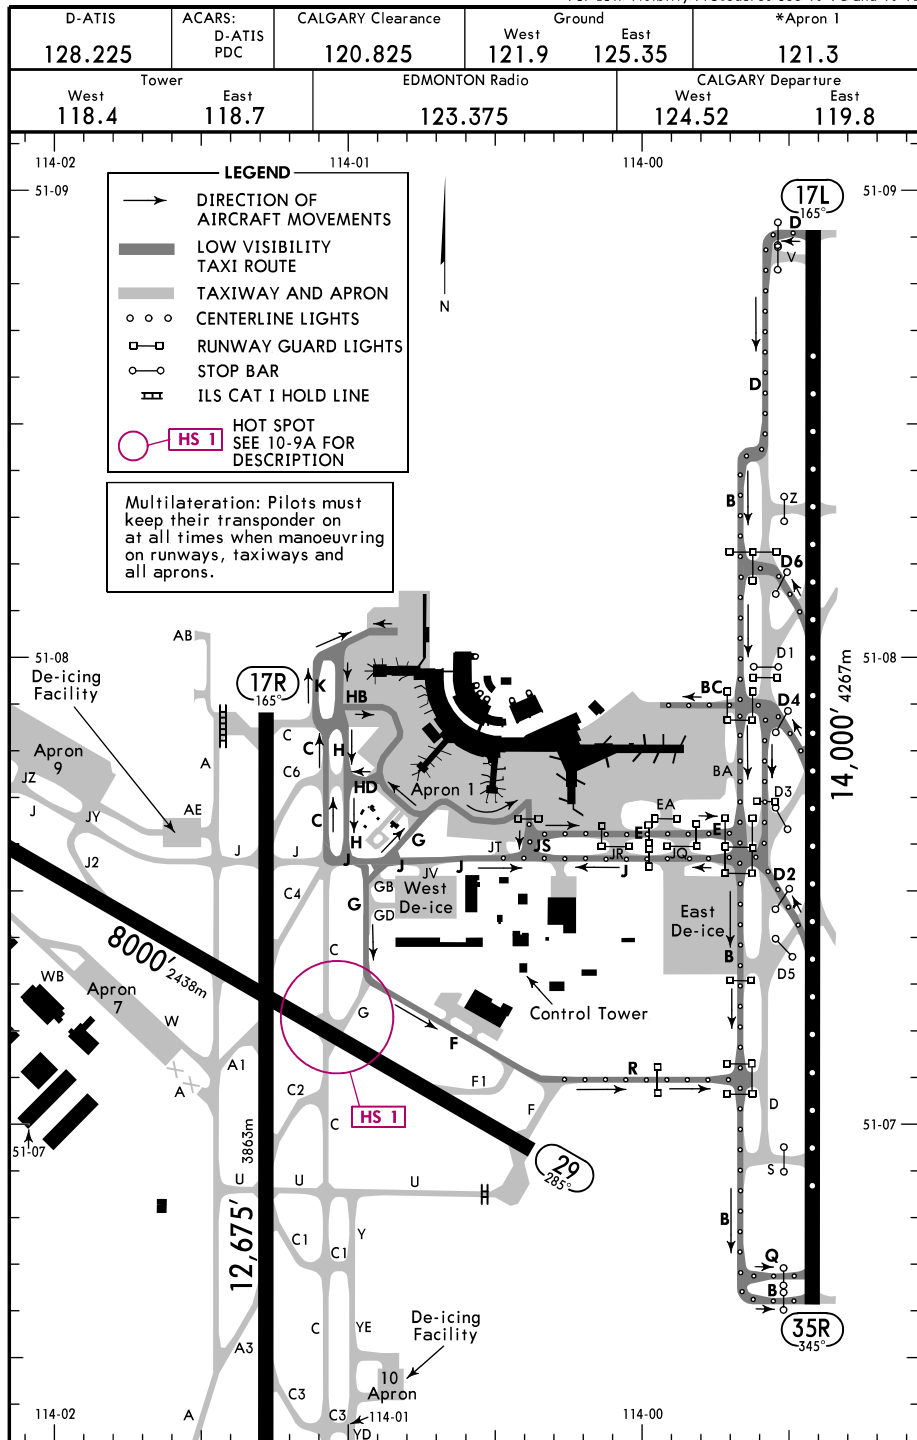 D-ATIS
128.225
ACARS:
D-ATIS
PDC
CALGARY Clearance
120.825
Ground
West
121.9
East
125.35
*Apron 1
121.3
Tower
West
118.4
East
118.7
EDMONTON Radio
123.375
CALGARY Departure
West
124.52
East
119.8
114-02
114-01
114-00
51-09
51-09
LEGEND
DIRECTION OF
AIRCRAFT MOVEMENTS
LOW VISIBILITY
TAXI ROUTE
TAXIWAY AND APRON
CENTERLINE LIGHTS
RUNWAY GUARD LIGHTS
STOP BAR
ILS CAT I HOLD LINE
HS 1
HOT SPOT
SEE 10-9A FOR
DESCRIPTION
N
17L
165°
D
V
D
Multilateration: Pilots must
keep their transponder on
at all times when manoeuvring
on runways, taxiways and
all aprons.
B
Z
D6
AB
51-08
51-08
De-icing
Facility
17R
165°
K
HB
BC
D1
D4
14,000' 4267m
Apron
9
A
C
C
H
C6
HD
Apron 1
BA
D3
JZ
J
JY
AE
C
H
G
EA
E
E
JT
JS
JR
JQ
J2
J
J
J
J
JV
J
J
C4
G
GB
GD
West
De-ice
East
De-ice
D2
B
D5
8000' 2438m
C
WB
Apron
7
W
G
Control Tower
F
A1
A
C2
F1
R
F
D
HS 1
C
51-07
51-07
3863m
U
U
U
29
285°
S
12,675'
C1
C1
Y
B
Q
B
C
YE
De-icing
Facility
35R
345°
A3
10
Apron
C3
C3
A
114-01
YD
114-02
114-00